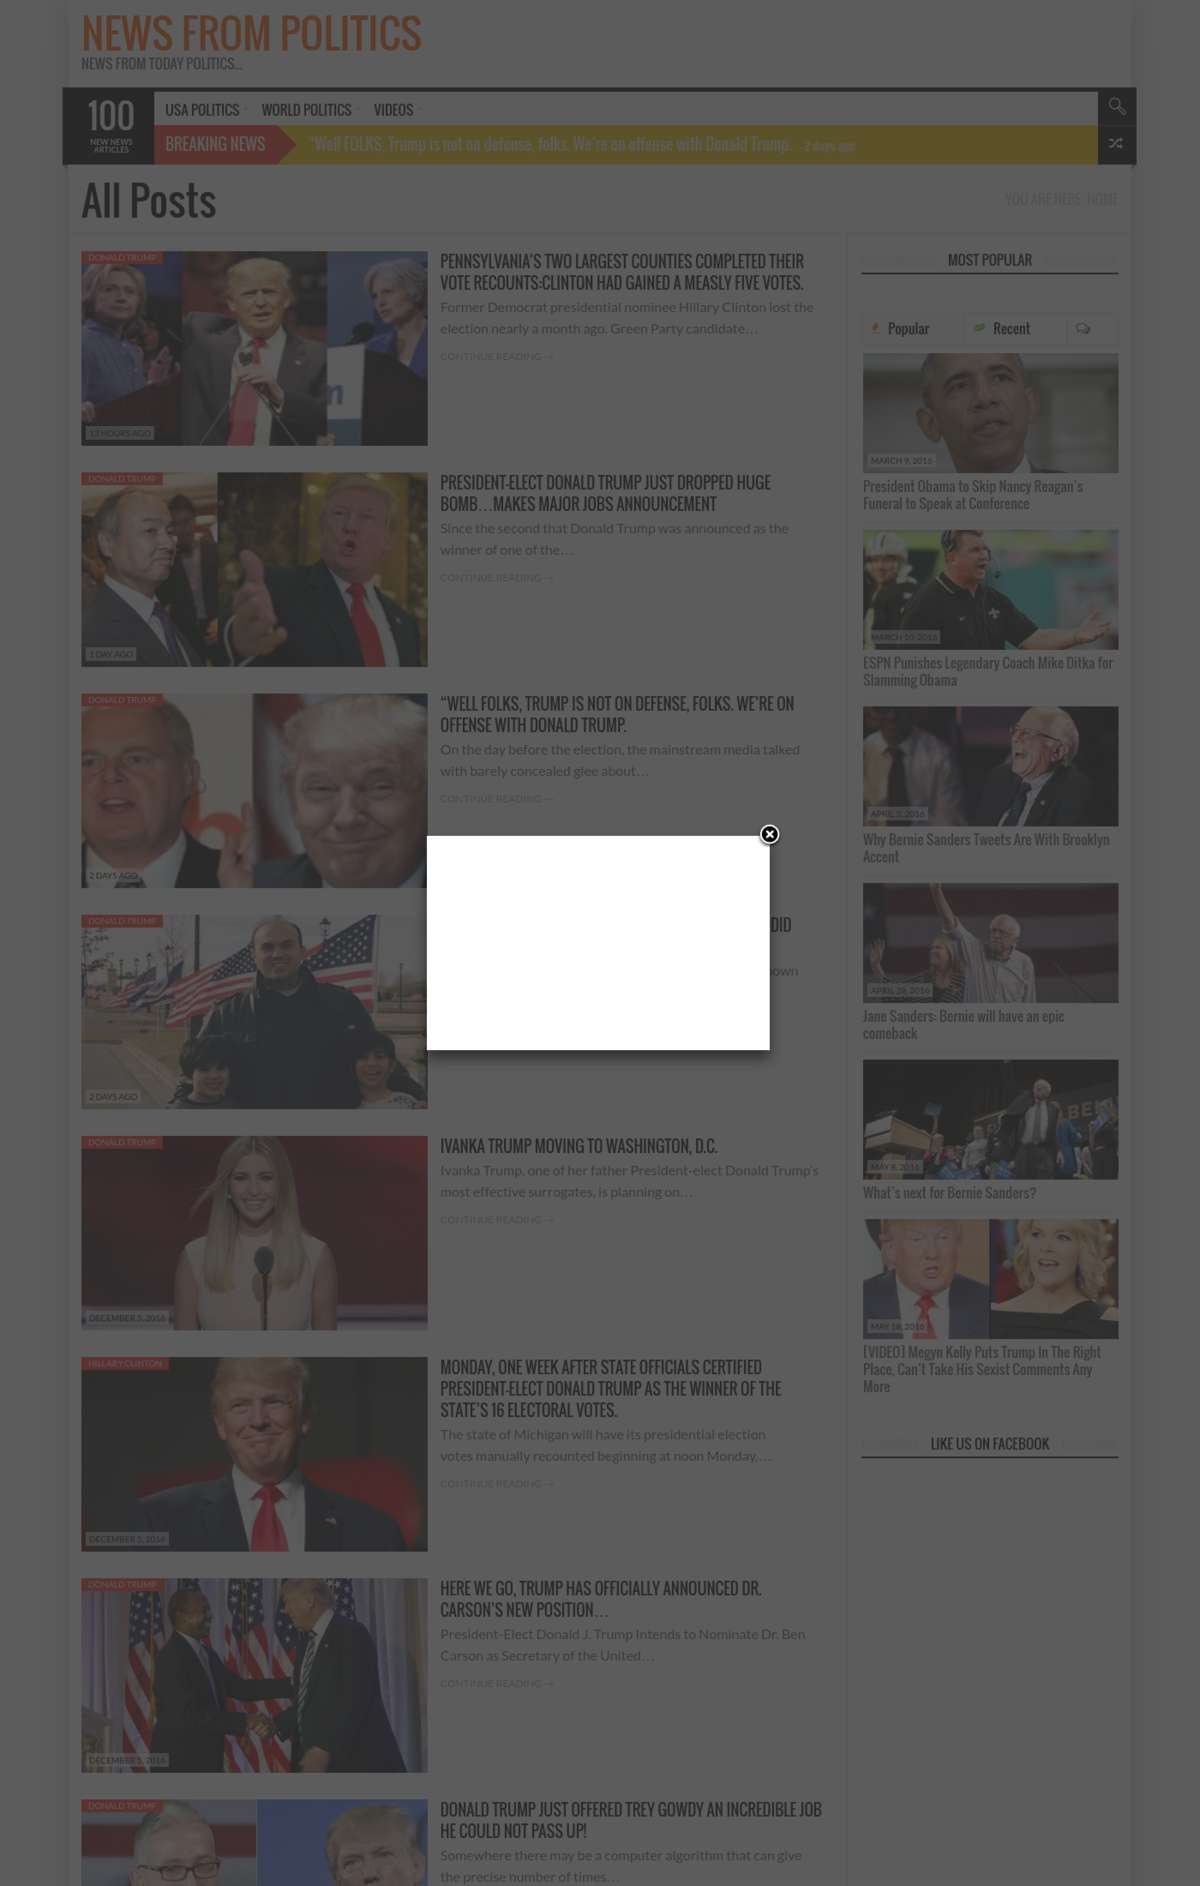 NEWS FROM POLITICS
NEWS FROM TODAY POLITICS...
100
NEW NEWS
ARTICLES
USA POLITICS
WORLD POLITICS
VIDEOS
BREAKING NEWS
“Well FOLKS, Trump is not on defense, folks. We’re on offense with Donald Trump. - 2 days ago
All Posts
YOU ARE HERE: HOME
DONALD TRUMP
13 HOURS AGO
PENNSYLVANIA’S TWO LARGEST COUNTIES COMPLETED THEIR
VOTE RECOUNTS:CLINTON HAD GAINED A MEASLY FIVE VOTES.
Former Democrat presidential nominee Hillary Clinton lost the
election nearly a month ago. Green Party candidate…
CONTINUE READING →
DONALD TRUMP
1 DAY AGO
PRESIDENT-ELECT DONALD TRUMP JUST DROPPED HUGE
BOMB…MAKES MAJOR JOBS ANNOUNCEMENT
Since the second that Donald Trump was announced as the
winner of one of the…
CONTINUE READING →
DONALD TRUMP
2 DAYS AGO
“WELL FOLKS, TRUMP IS NOT ON DEFENSE, FOLKS. WE’RE ON
OFFENSE WITH DONALD TRUMP.
On the day before the election, the mainstream media talked
with barely concealed glee about…
CONTINUE READING →
DONALD TRUMP
2 DAYS AGO
DID
own
DONALD TRUMP
DECEMBER 5, 2016
IVANKA TRUMP MOVING TO WASHINGTON, D.C.
Ivanka Trump, one of her father President-elect Donald Trump’s
most effective surrogates, is planning on…
CONTINUE READING →
HILLARY CLINTON
DECEMBER 5, 2016
MONDAY, ONE WEEK AFTER STATE OFFICIALS CERTIFIED
PRESIDENT-ELECT DONALD TRUMP AS THE WINNER OF THE
STATE’S 16 ELECTORAL VOTES.
The state of Michigan will have its presidential election
votes manually recounted beginning at noon Monday,…
CONTINUE READING →
DONALD TRUMP
DECEMBER 5, 2016
HERE WE GO, TRUMP HAS OFFICIALLY ANNOUNCED DR.
CARSON’S NEW POSITION…
President-Elect Donald J. Trump Intends to Nominate Dr. Ben
Carson as Secretary of the United…
CONTINUE READING →
DONALD TRUMP
DONALD TRUMP JUST OFFERED TREY GOWDY AN INCREDIBLE JOB
HE COULD NOT PASS UP!
Somewhere there may be a computer algorithm that can give
the precise number of times…
MOST POPULAR
Popular
Recent
MARCH 9, 2016
President Obama to Skip Nancy Reagan’s
Funeral to Speak at Conference
MARCH 10, 2016
ESPN Punishes Legendary Coach Mike Ditka for
Slamming Obama
APRIL 3, 2016
Why Bernie Sanders Tweets Are With Brooklyn
Accent
APRIL 28, 2016
Jane Sanders: Bernie will have an epic
comeback
MAY 8, 2016
What’s next for Bernie Sanders?
MAY 18, 2016
[VIDEO] Megyn Kelly Puts Trump In The Right
Place, Can’t Take His Sexist Comments Any
More
LIKE US ON FACEBOOK